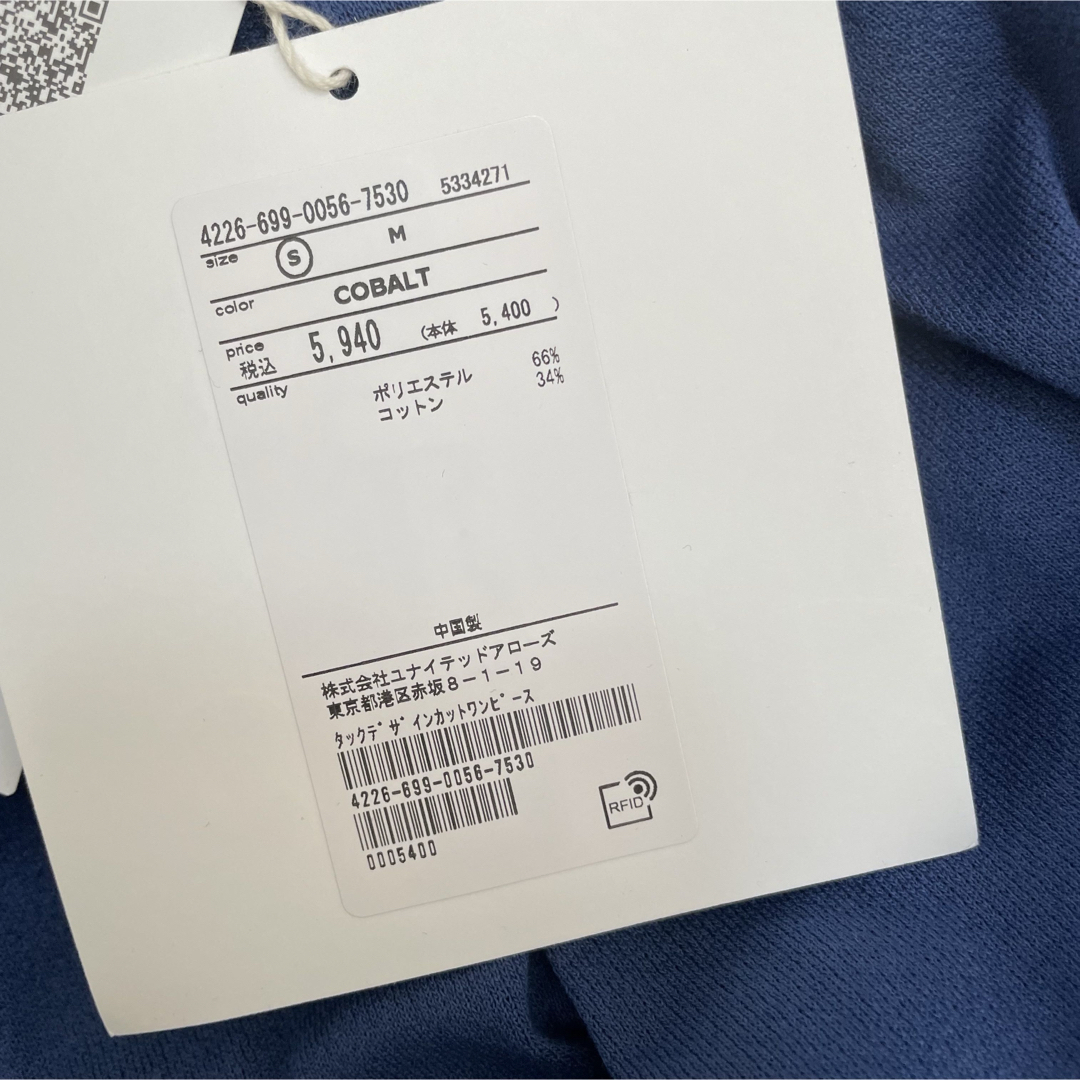 4226-699-0056-7530 5334271
size S M
color COBALT
price
税込 5,940 (本体 5,400 )
quality ポリエステル 66%
コットン 34%
中国製
株式会社ユナイテッドアローズ
東京都港区赤坂8-1-19
ﾀｯｸﾃﾞｻﾞｲﾝｶｯﾄﾜﾝﾋﾟｰｽ
4226-699-0056-7530
0005400
RFID